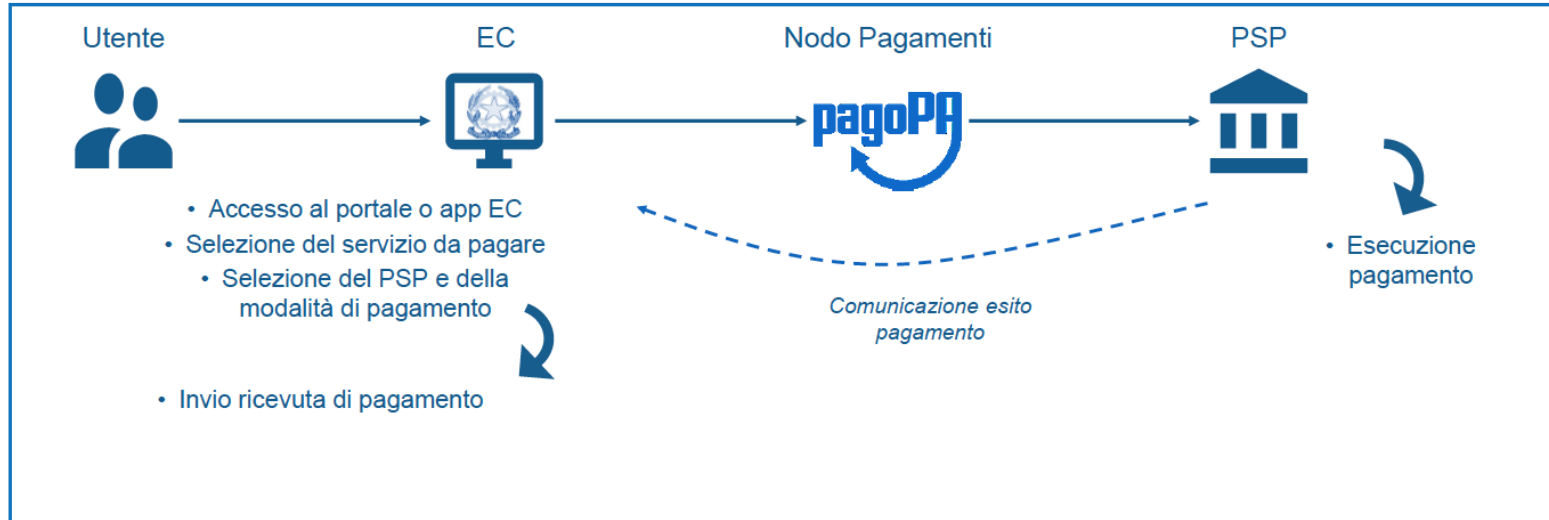 Utente
EC
Nodo Pagamenti
PSP
pagoPA
• Accesso al portale o app EC
• Selezione del servizio da pagare
• Selezione del PSP e della
modalità di pagamento
• Invio ricevuta di pagamento
Comunicazione esito
pagamento
• Esecuzione
pagamento